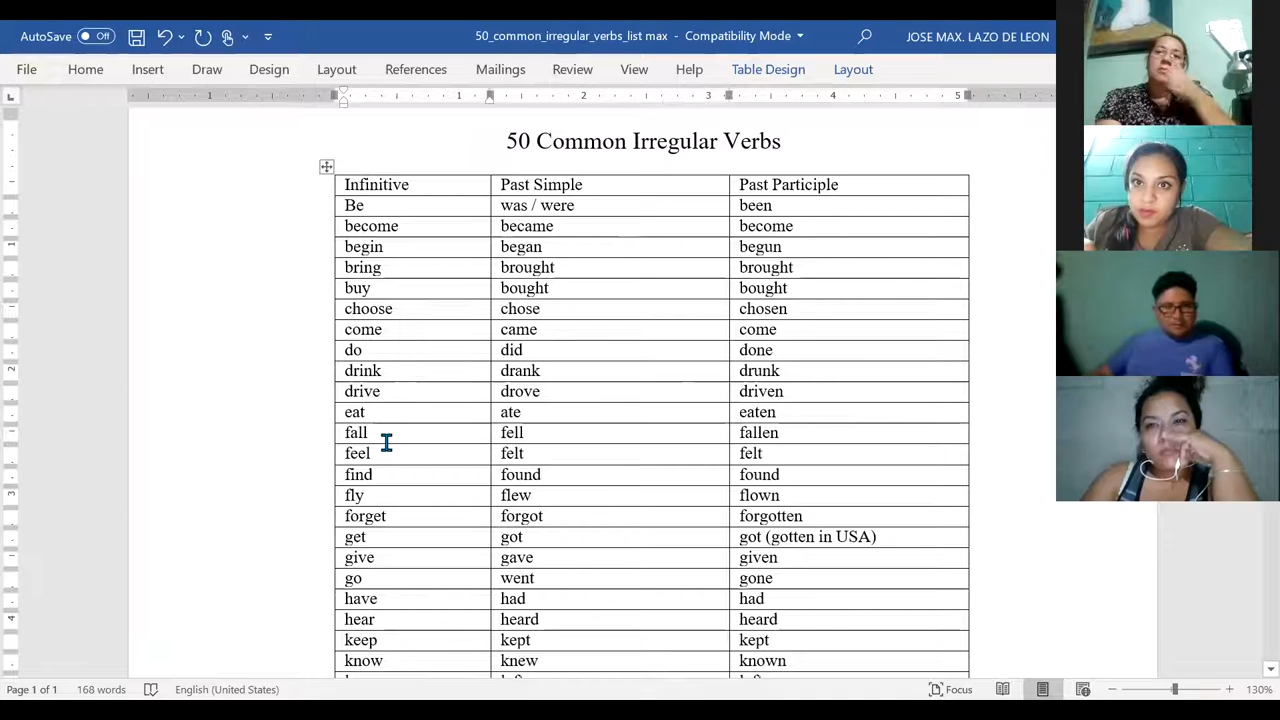 AutoSave Off 50_common_irregular_verbs_list max - Compatibility Mode JOSE MAX. LAZO DE LEON
File Home Insert Draw Design Layout References Mailings Review View Help Table Design Layout
1 1 2 3 4 5
50 Common Irregular Verbs
Infinitive Past Simple Past Participle
Be was / were been
become became become
begin began begun
bring brought brought
buy bought bought
choose chose chosen
come came come
do did done
drink drank drunk
drive drove driven
eat ate eaten
fall fell fallen
feel felt felt
find found found
fly flew flown
forget forgot forgotten
get got got (gotten in USA)
give gave given
go went gone
have had had
hear heard heard
keep kept kept
know knew known
Page 1 of 1 168 words English (United States) Focus 130%